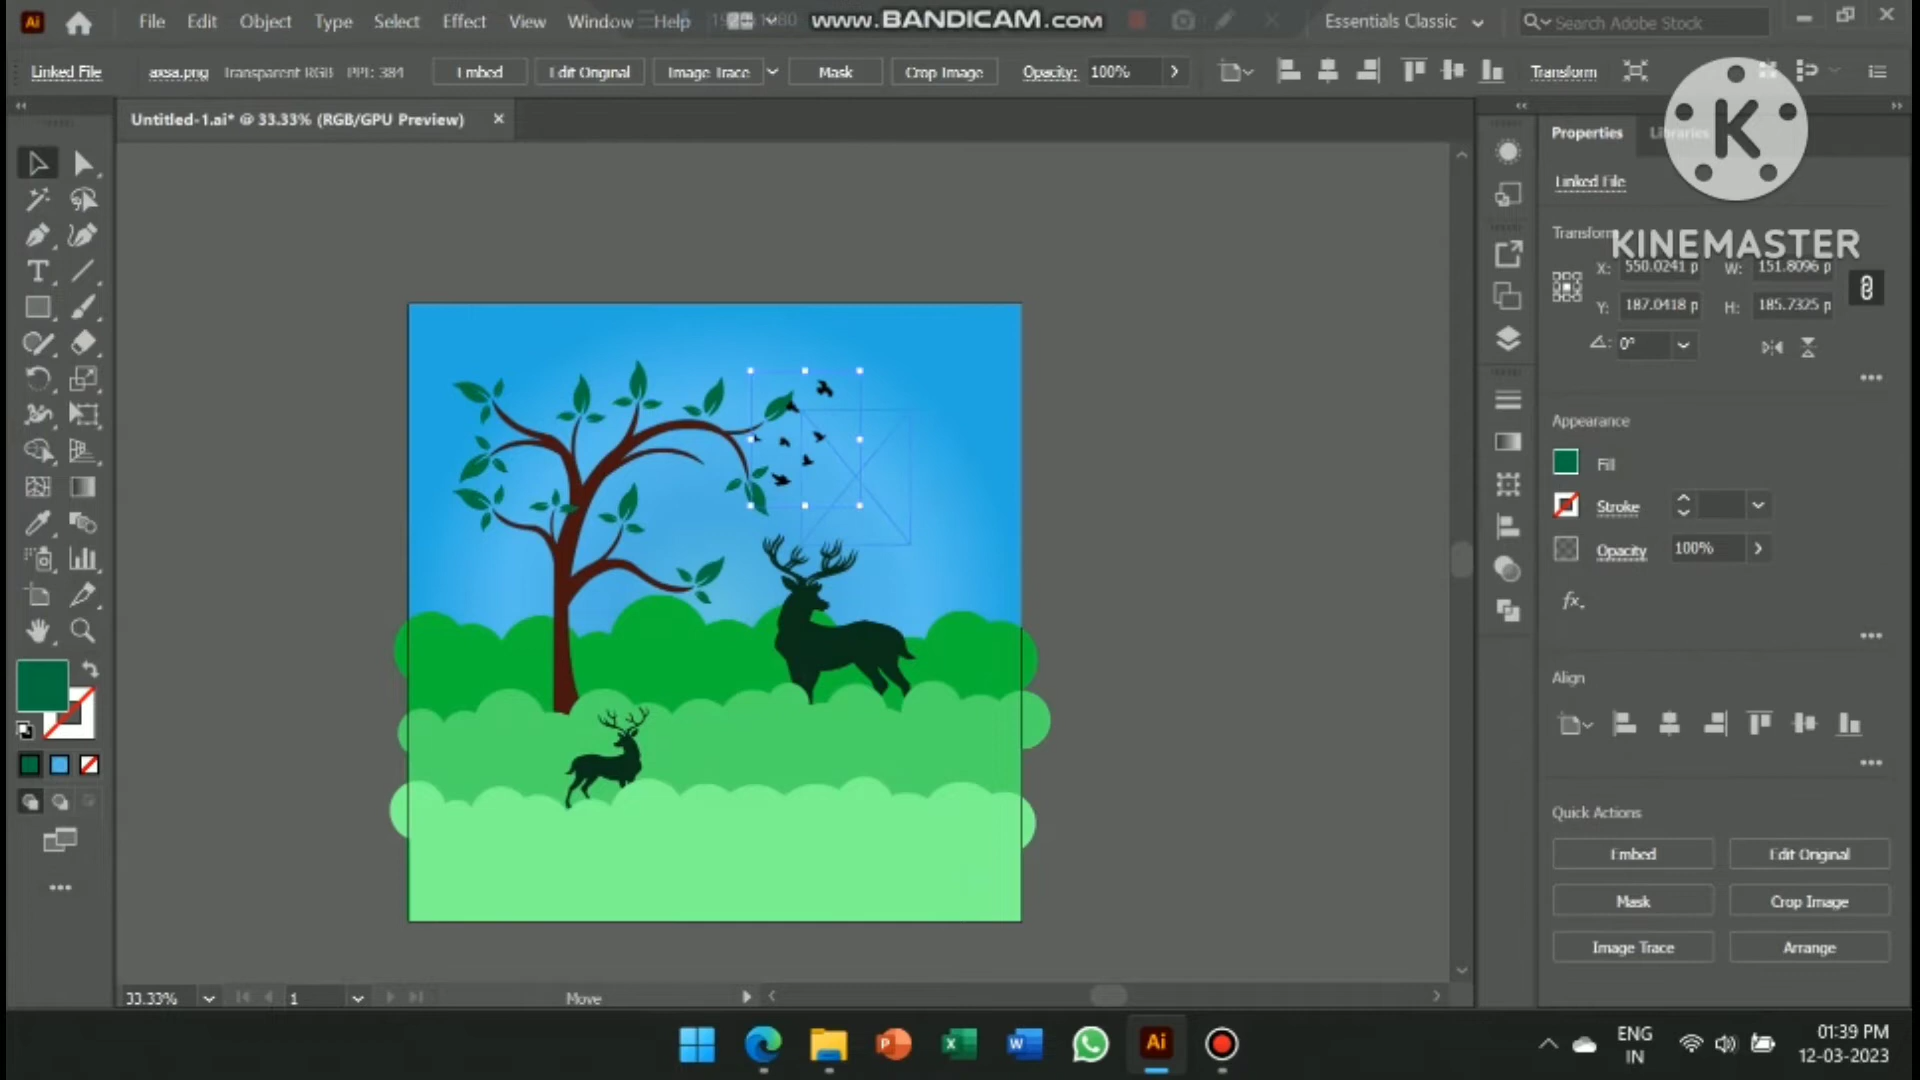 Ai File Edit Object Type Select Effect View Window Help www.BANDICAM.com Essentials Classic Search Adobe Stock
Linked File axsa.png Transparent RGB PPI: 384 Embed Edit Original Image Trace Mask Crop Image Opacity: 100% Transform
Untitled-1.ai* @ 33.33% (RGB/GPU Preview)
Properties Libraries
K
Linked File
KINEMASTER
Transform
X: 550.0241 p W: 151.8096 p
Y: 187.0418 p H: 185.7325 p
0°
Appearance
Fill
Stroke
Opacity 100%
fx
Align
Quick Actions
Embed Edit Original
Mask Crop Image
Image Trace Arrange
33.33% 1 Move
ENG
IN
01:39 PM
12-03-2023